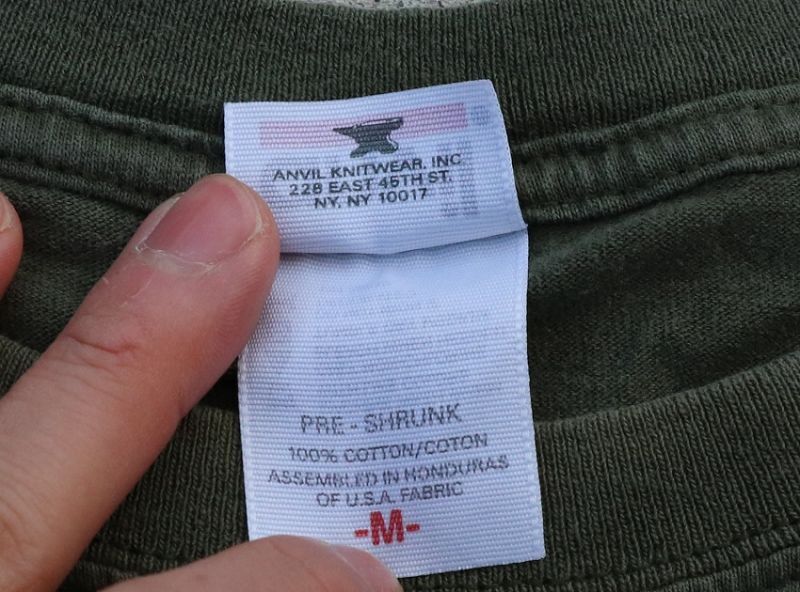 ANVIL KNITWEAR, INC
228 EAST 45TH ST.
NY, NY 10017
PRE - SHRUNK
100% COTTON/COTON
ASSEMBLED IN HONDURAS
OF U.S.A. FABRIC
-M-